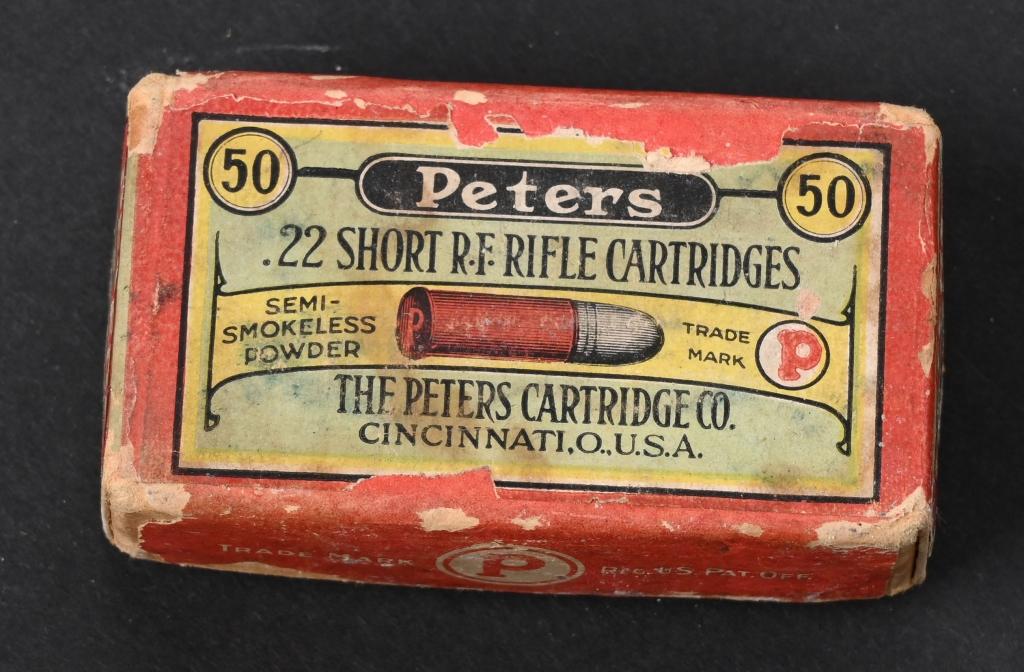 50 Peters 50
.22 SHORT R.F. RIFLE CARTRIDGES
SEMI-
SMOKELESS
POWDER
P
TRADE
MARK
P
THE PETERS CARTRIDGE CO.
CINCINNATI, O., U.S.A.
TRADE MARK P REG. U.S. PAT. OFF.